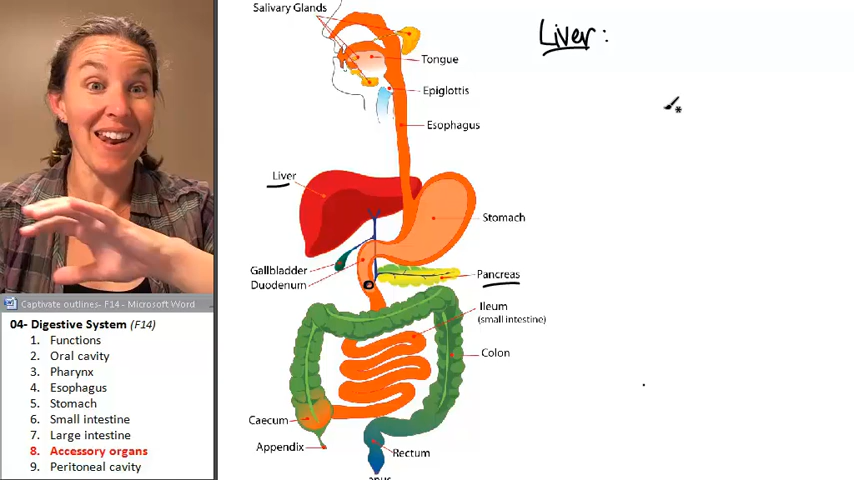 Salivary Glands
Liver:
Tongue
Epiglottis
Esophagus
Liver
Stomach
Gallbladder
Duodenum
Pancreas
Ileum
(small intestine)
Colon
Caecum
Appendix
Rectum
anus
Captivate outlines- F14 - Microsoft Word
04- Digestive System (F14)
1. Functions
2. Oral cavity
3. Pharynx
4. Esophagus
5. Stomach
6. Small intestine
7. Large intestine
8. Accessory organs
9. Peritoneal cavity